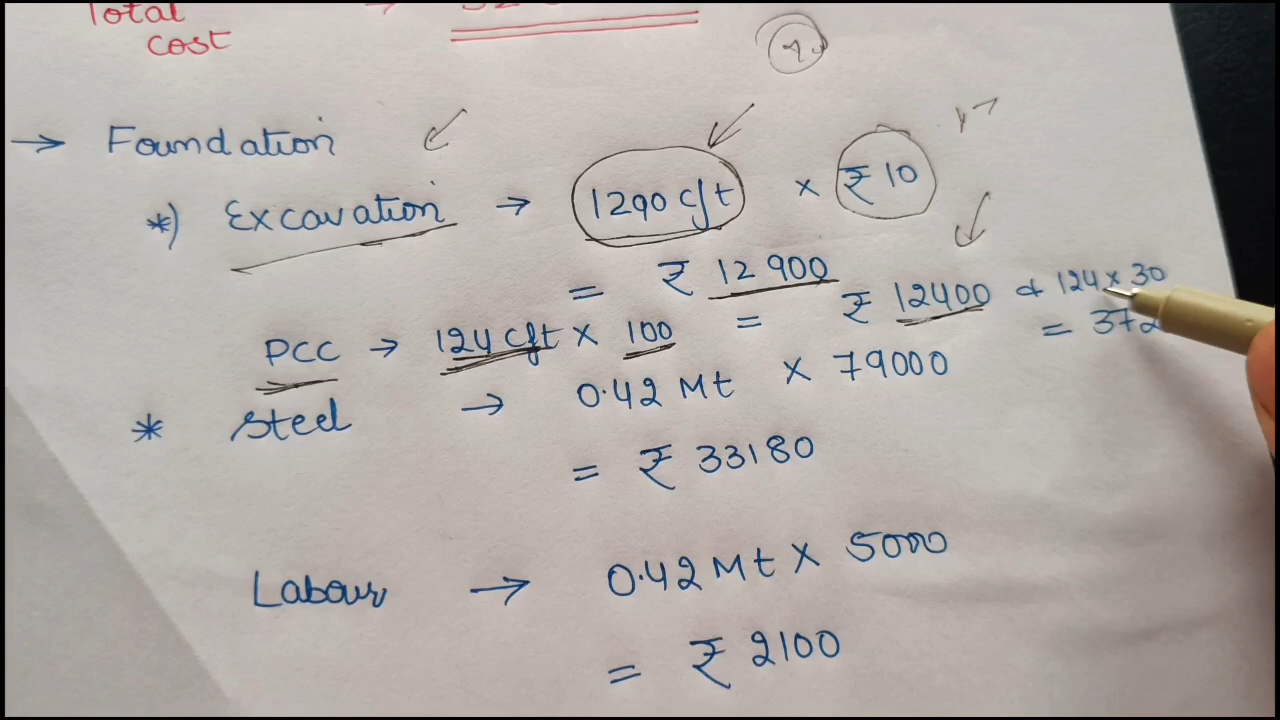 Total
cost
→ Foundation
*) Excavation → 1290 cft × ₹ 10
= ₹ 12900
PCC → 124 cft × 100 = ₹ 12400 & 124 × 30
= 372
* Steel → 0.42 Mt × 79000
= ₹ 33180
Labour → 0.42 Mt × 5000
= ₹ 2100